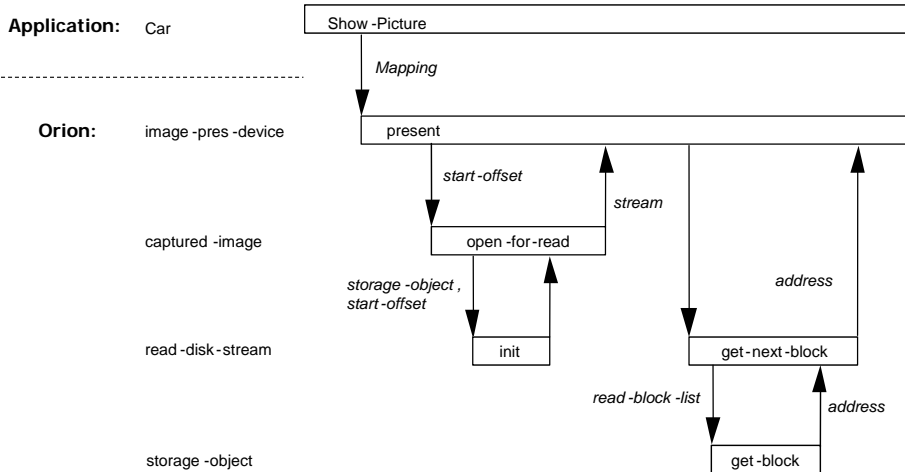 Application: Car Show-Picture
Mapping
Orion: image-pres-device present
start-offset
stream
captured-image open-for-read
storage-object,
start-offset
address
read-disk-stream init get-next-block
read-block-list
address
storage-object get-block